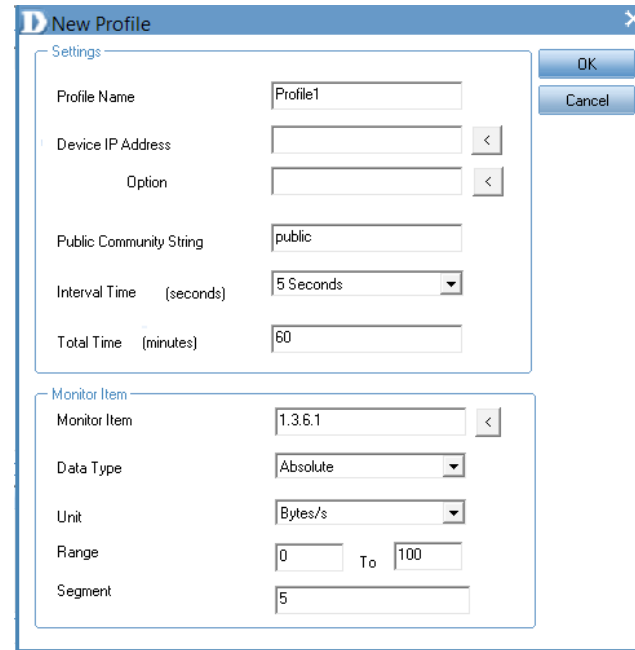 New Profile
Settings
OK
Cancel
Profile Name Profile1
Device IP Address <
Option <
Public Community String public
Interval Time (seconds) 5 Seconds
Total Time (minutes) 60
Monitor Item
Monitor Item 1.3.6.1 <
Data Type Absolute
Unit Bytes/s
Range 0 To 100
Segment 5